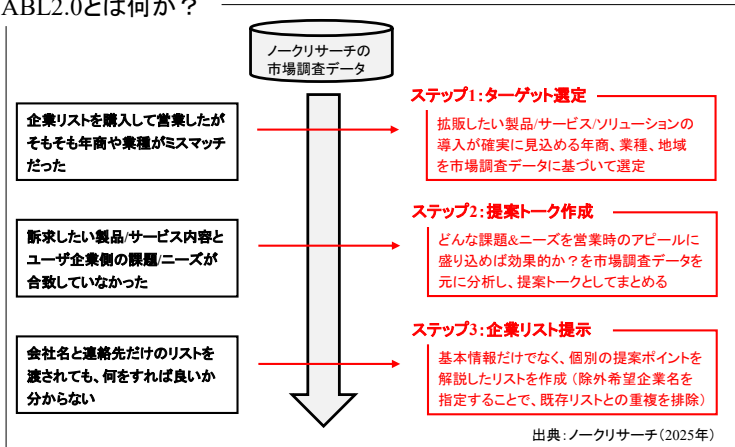 ABL2.0とは何か？
ノークリサーチの
市場調査データ
企業リストを購入して営業したが
そもそも年商や業種がミスマッチ
だった
ステップ1：ターゲット選定
拡販したい製品/サービス/ソリューションの
導入が確実に見込める年商、業種、地域
を市場調査データに基づいて選定
訴求したい製品/サービス内容と
ユーザ企業側の課題/ニーズが
合致していなかった
ステップ2：提案トーク作成
どんな課題&ニーズを営業時のアピールに
盛り込めば効果的か？を市場調査データを
元に分析し、提案トークとしてまとめる
会社名と連絡先だけのリストを
渡されても、何をすれば良いか
分からない
ステップ3：企業リスト提示
基本情報だけでなく、個別の提案ポイントを
解説したリストを作成（除外希望企業名を
指定することで、既存リストとの重複を排除）
出典：ノークリサーチ（2025年）